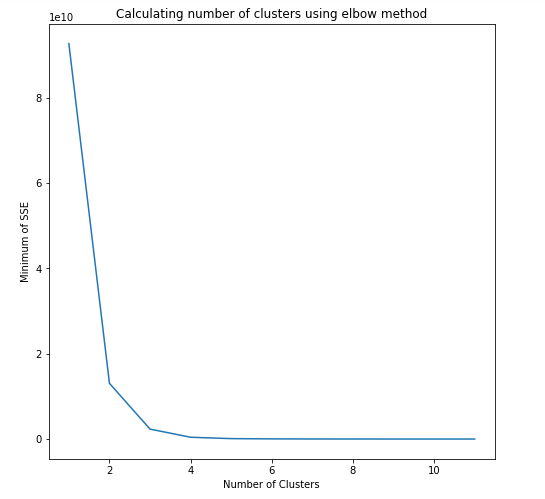 Calculating number of clusters using elbow method
1e10
8
6
4
2
0
Minimum of SSE
2 4 6 8 10
Number of Clusters